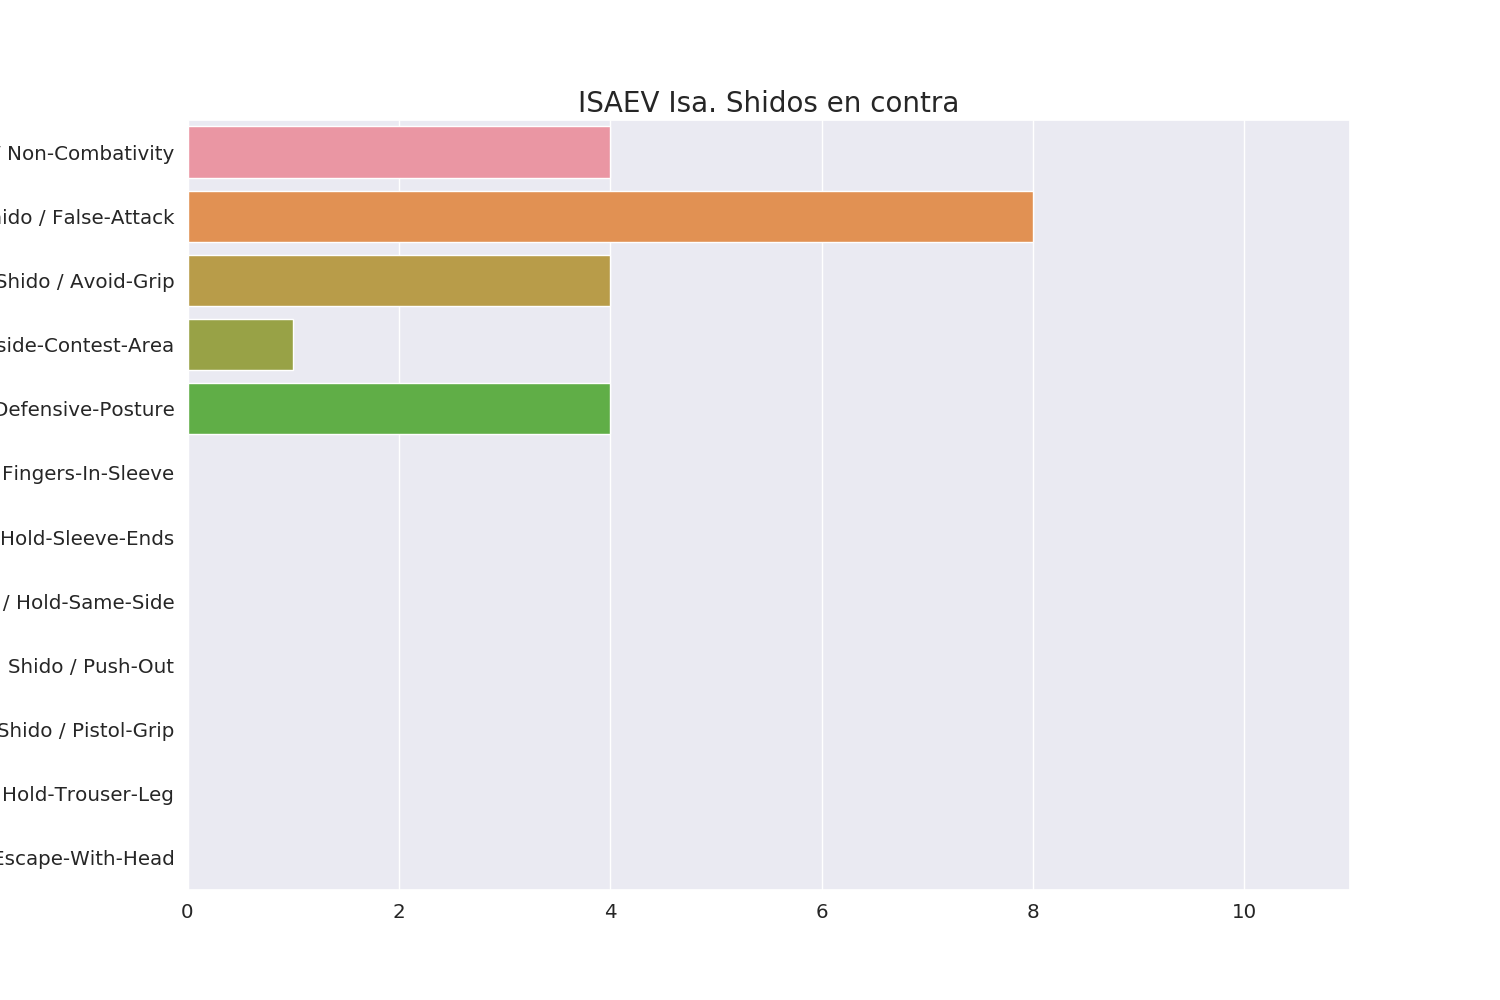 ISAEV Isa. Shidos en contra
/ Non-Combativity
ido / False-Attack
Shido / Avoid-Grip
side-Contest-Area
Defensive-Posture
Fingers-In-Sleeve
Hold-Sleeve-Ends
/ Hold-Same-Side
Shido / Push-Out
Shido / Pistol-Grip
Hold-Trouser-Leg
Escape-With-Head
0 2 4 6 8 10